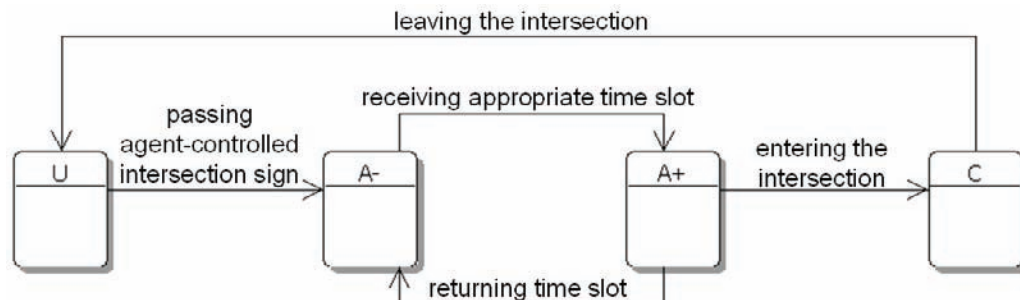 leaving the intersection
passing
agent-controlled
intersection sign
receiving appropriate time slot
entering the
intersection
U
A-
A+
C
returning time slot